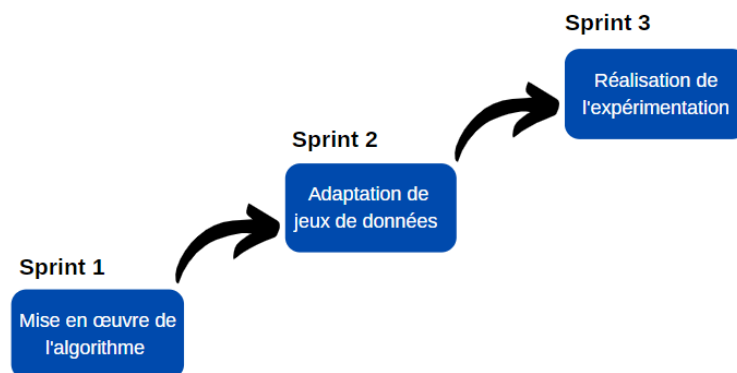 Sprint 3
Réalisation de
l'expérimentation
Sprint 2
Adaptation de
jeux de données
Sprint 1
Mise en œuvre de
l'algorithme